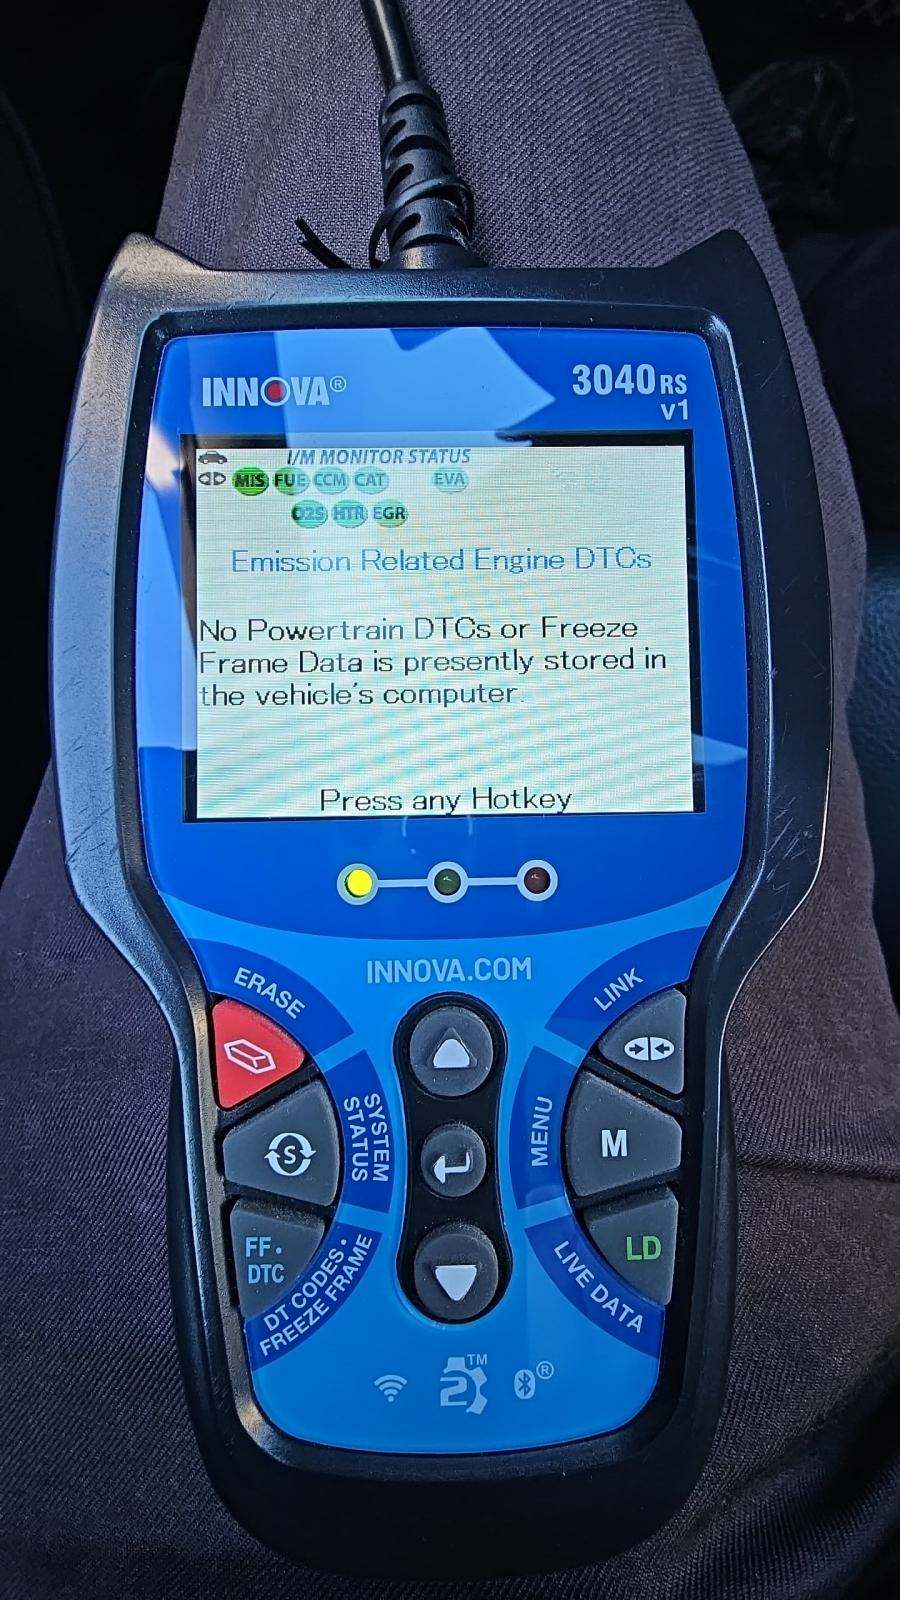 INNOVA®
3040RS
v1
I/M MONITOR STATUS
MIS FUE CCM CAT EVA
O2S HTR EGR
Emission Related Engine DTCs
No Powertrain DTCs or Freeze
Frame Data is presently stored in
the vehicle's computer.
Press any Hotkey
INNOVA.COM
ERASE
LINK
SYSTEM
STATUS
S
MENU
M
FF·
DTC
DT CODES·
FREEZE FRAME
LIVE DATA
LD
2™
®